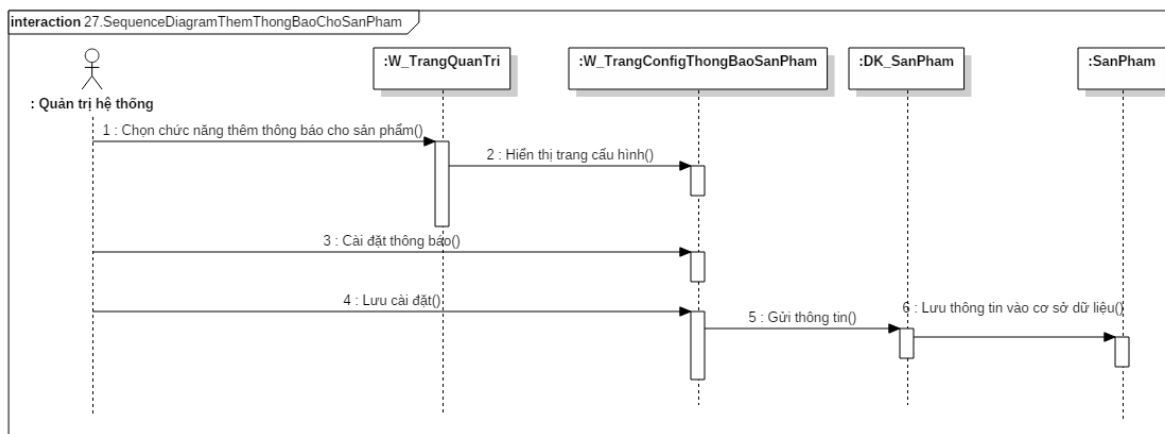 interaction 27.SequenceDiagramThemThongBaoChoSanPham
:W_TrangQuanTri
:W_TrangConfigThongBaoSanPham
:DK_SanPham
:SanPham
: Quản trị hệ thống
1 : Chọn chức năng thêm thông báo cho sản phẩm()
2 : Hiển thị trang cấu hình()
3 : Cài đặt thông báo()
4 : Lưu cài đặt()
5 : Gửi thông tin()
6 : Lưu thông tin vào cơ sở dữ liệu()